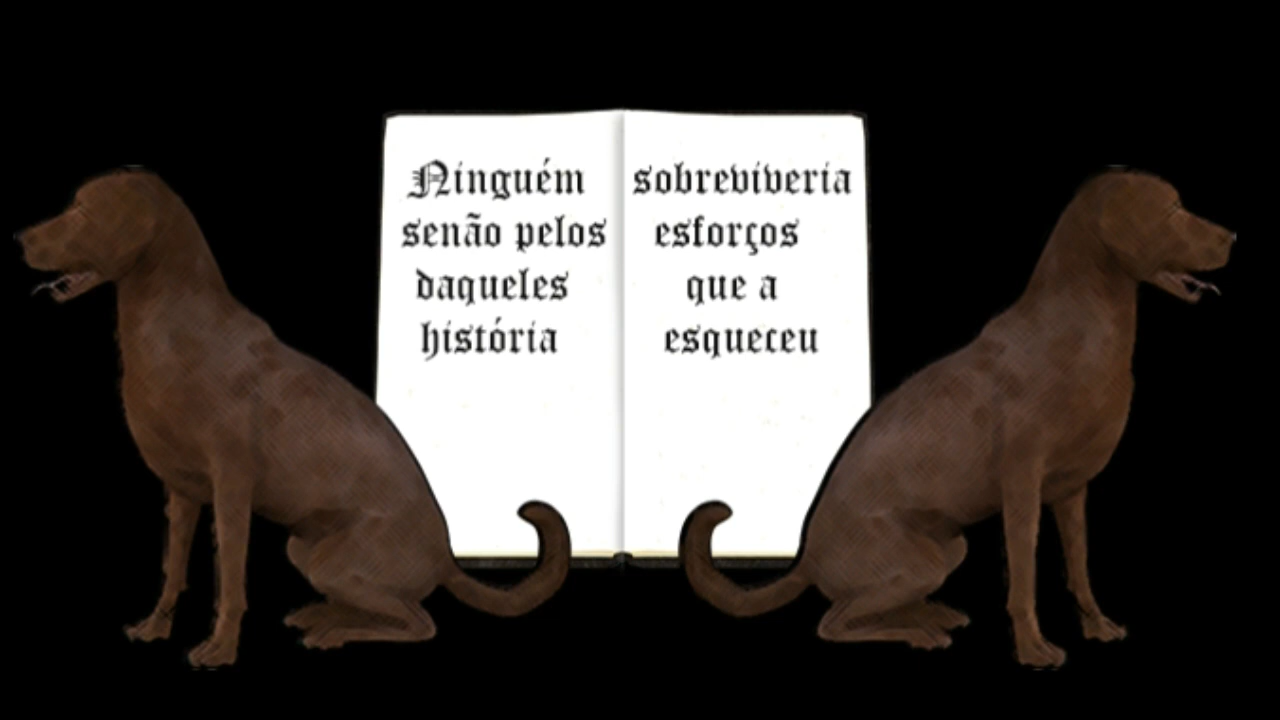 Ninguém sobreviveria
senão pelos esforços
daqueles que a
história esqueceu